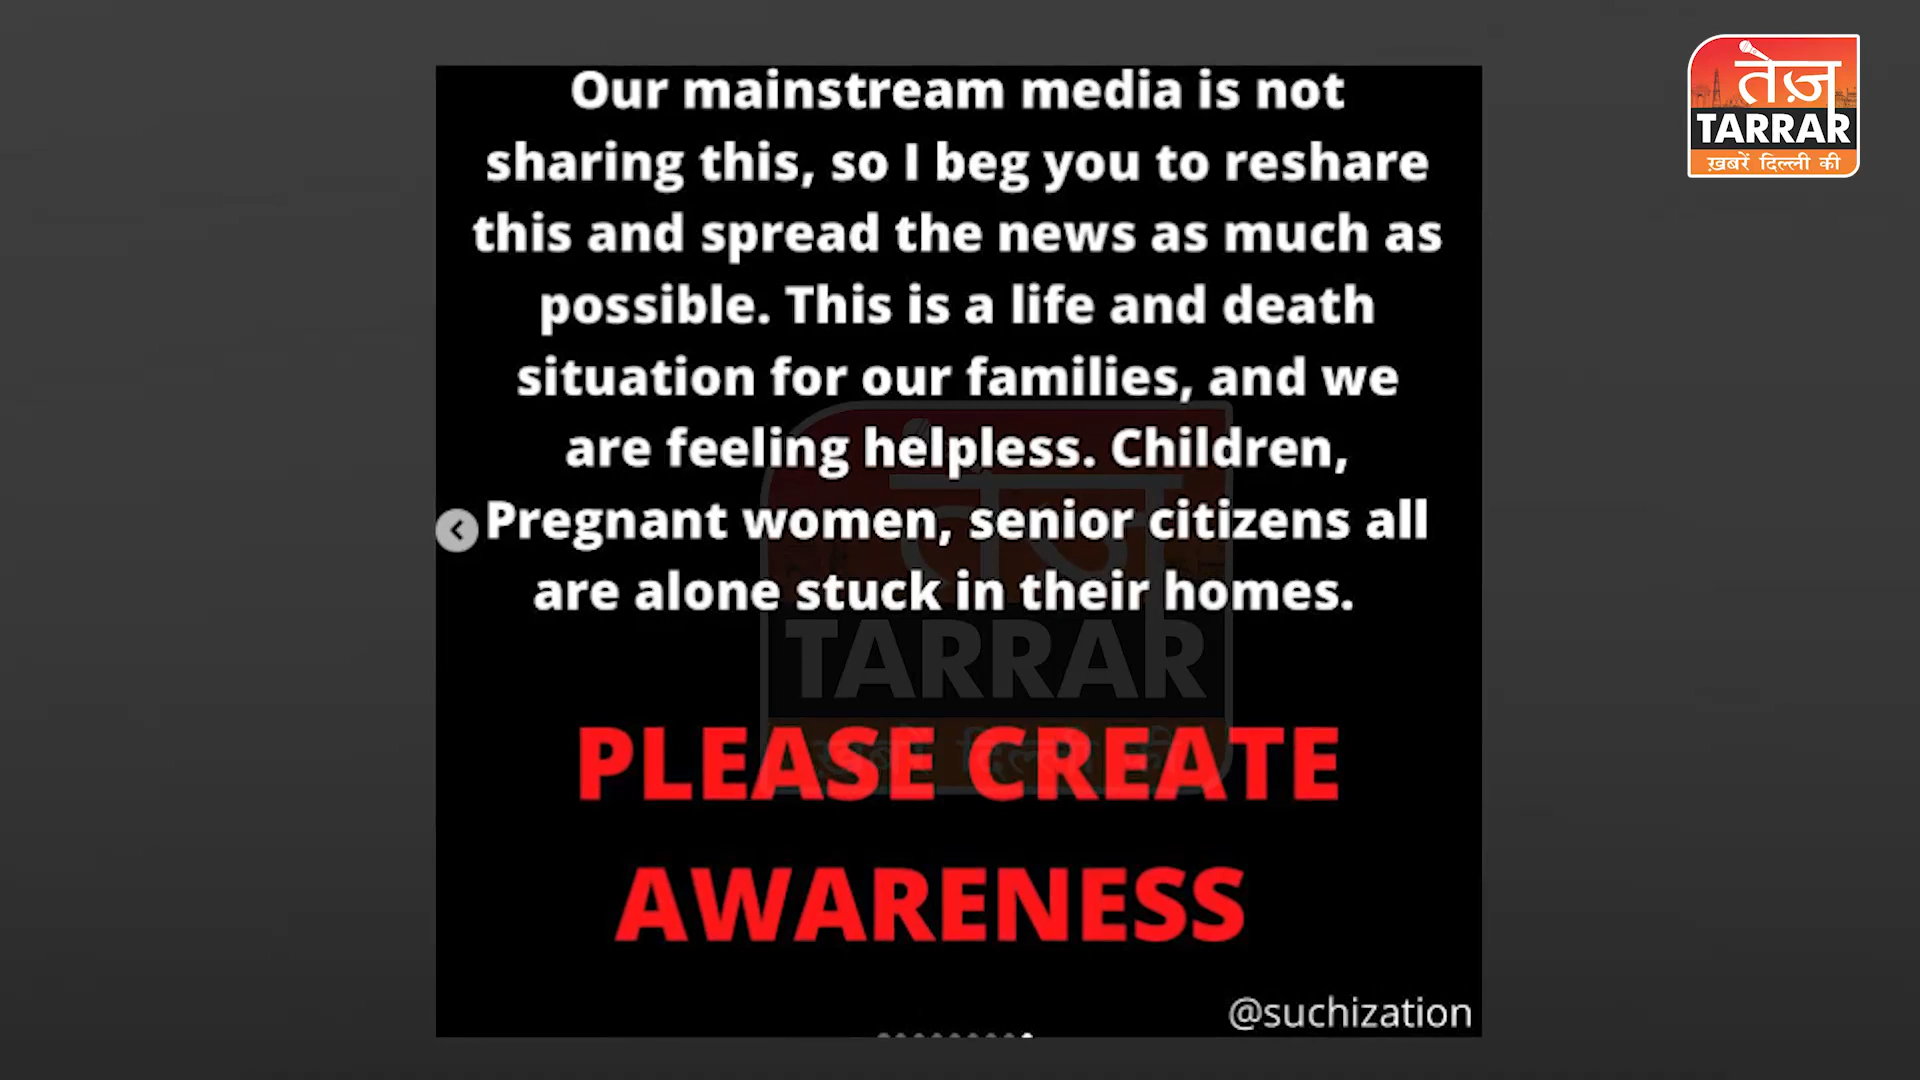 Our mainstream media is not
sharing this, so I beg you to reshare
this and spread the news as much as
possible. This is a life and death
situation for our families, and we
are feeling helpless. Children,
Pregnant women, senior citizens all
are alone stuck in their homes.
PLEASE CREATE
AWARENESS
@suchization
तेज़
TARRAR
ख़बरें दिल्ली की
तेज़
TARRAR
ख़बरें दिल्ली की